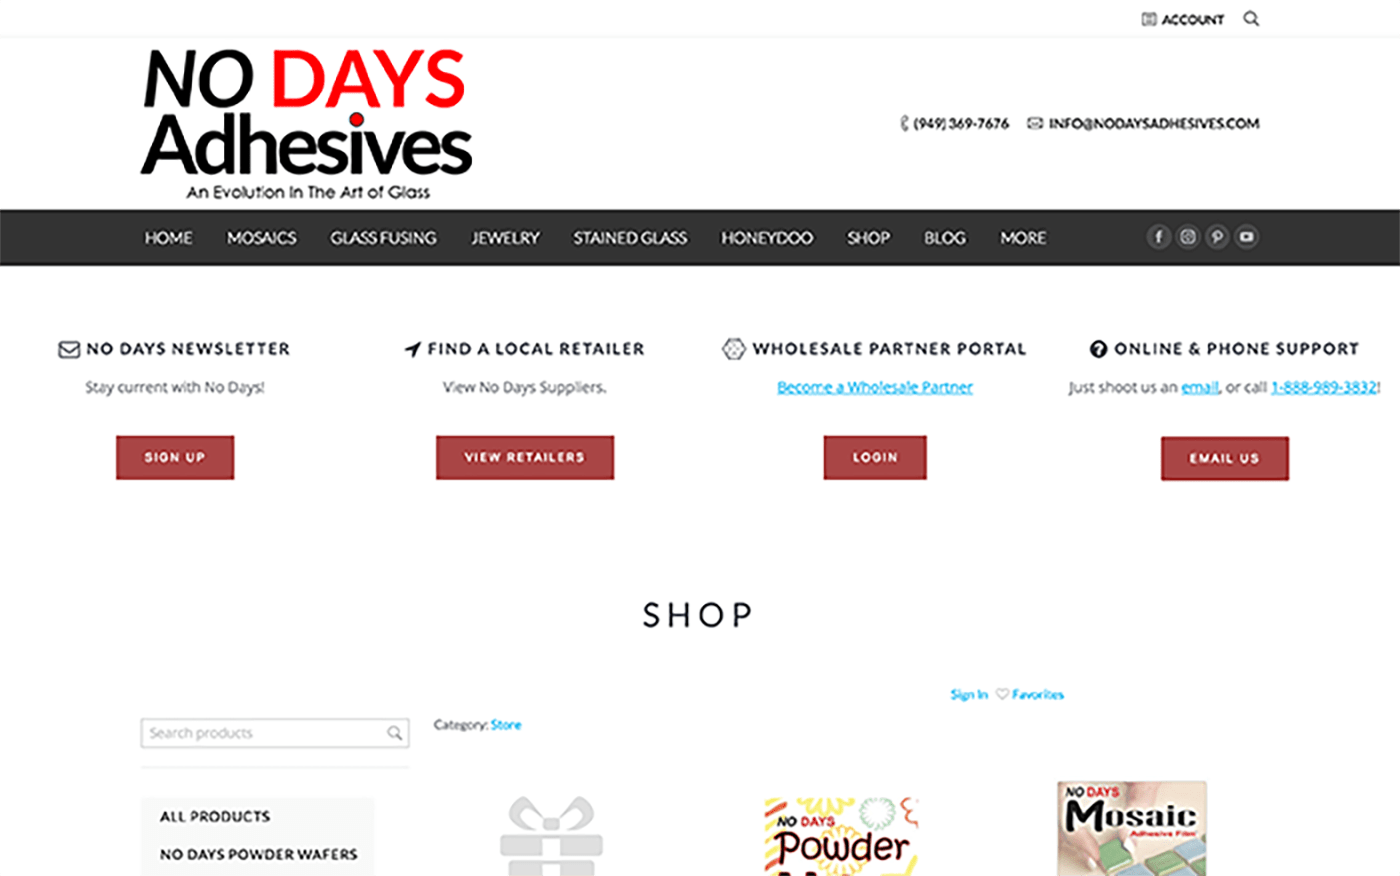 ACCOUNT
NO DAYS
Adhesives
An Evolution In The Art of Glass
(949) 369-7676 INFO@NODAYSADHESIVES.COM
HOME MOSAICS GLASS FUSING JEWELRY STAINED GLASS HONEYDOO SHOP BLOG MORE
NO DAYS NEWSLETTER FIND A LOCAL RETAILER WHOLESALE PARTNER PORTAL ONLINE & PHONE SUPPORT
Stay current with No Days! View No Days Suppliers. Become a Wholesale Partner Just shoot us an email, or call 1-888-989-3832!
SIGN UP VIEW RETAILERS LOGIN EMAIL US
SHOP
Sign In Favorites
Search products
Category: Store
ALL PRODUCTS
NO DAYS POWDER WAFERS
NO DAYS
Powder
NO DAYS
Mosaic
Adhesive Film